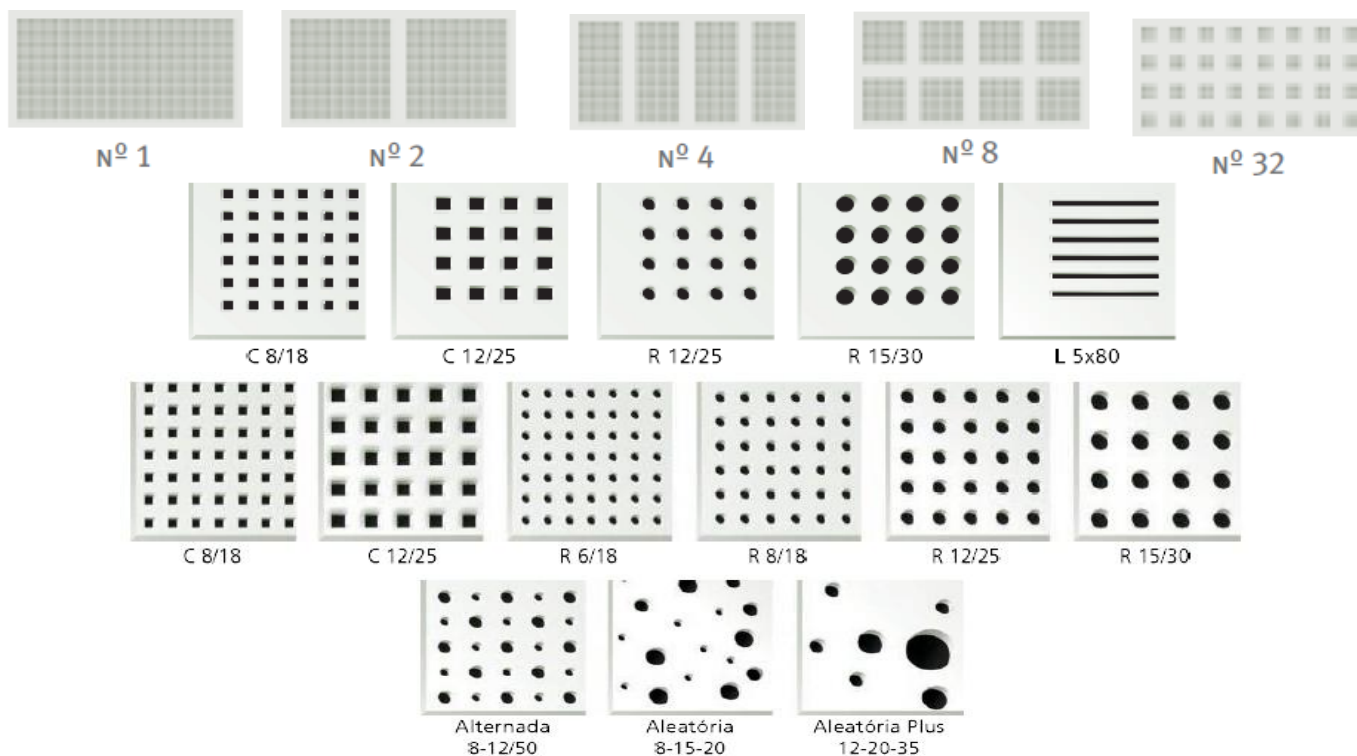 Nº 1
Nº 2
Nº 4
Nº 8
Nº 32
C 8/18
C 12/25
R 12/25
R 15/30
L 5x80
C 8/18
C 12/25
R 6/18
R 8/18
R 12/25
R 15/30
Alternada
8-12/50
Aleatória
8-15-20
Aleatória Plus
12-20-35